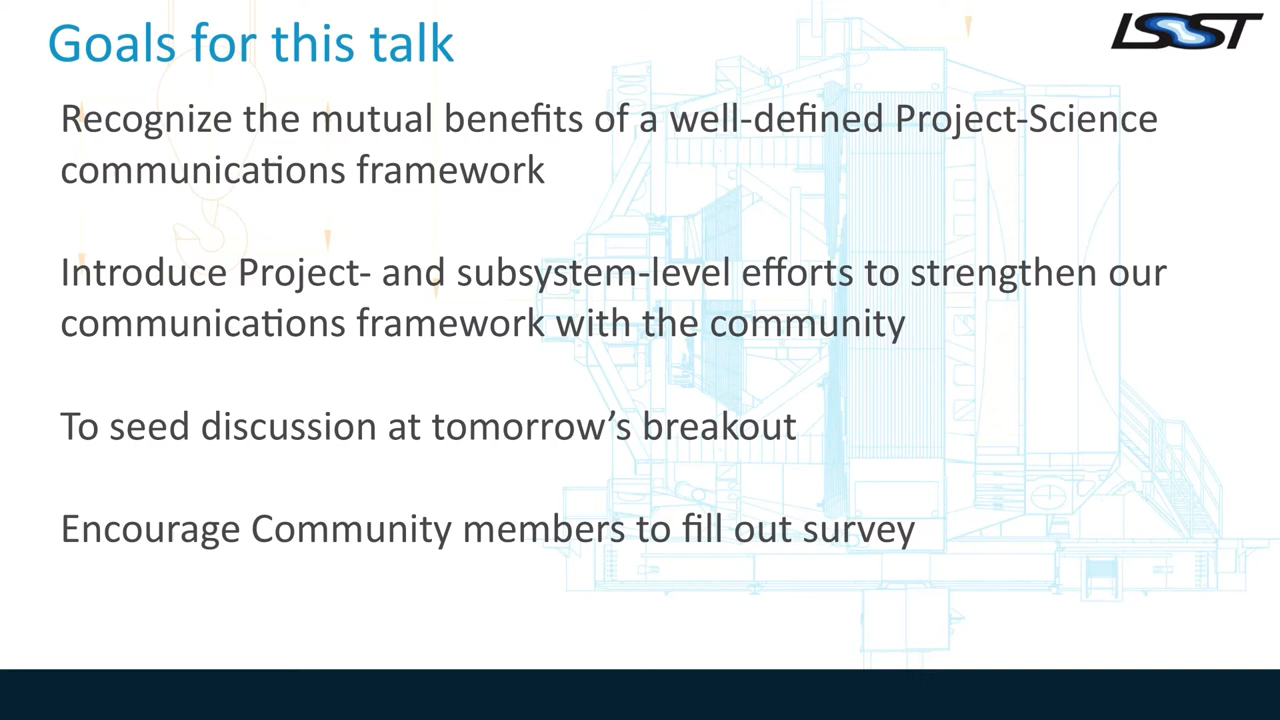 Goals for this talk
LSST
Recognize the mutual benefits of a well-defined Project-Science
communications framework
Introduce Project- and subsystem-level efforts to strengthen our
communications framework with the community
To seed discussion at tomorrow’s breakout
Encourage Community members to fill out survey